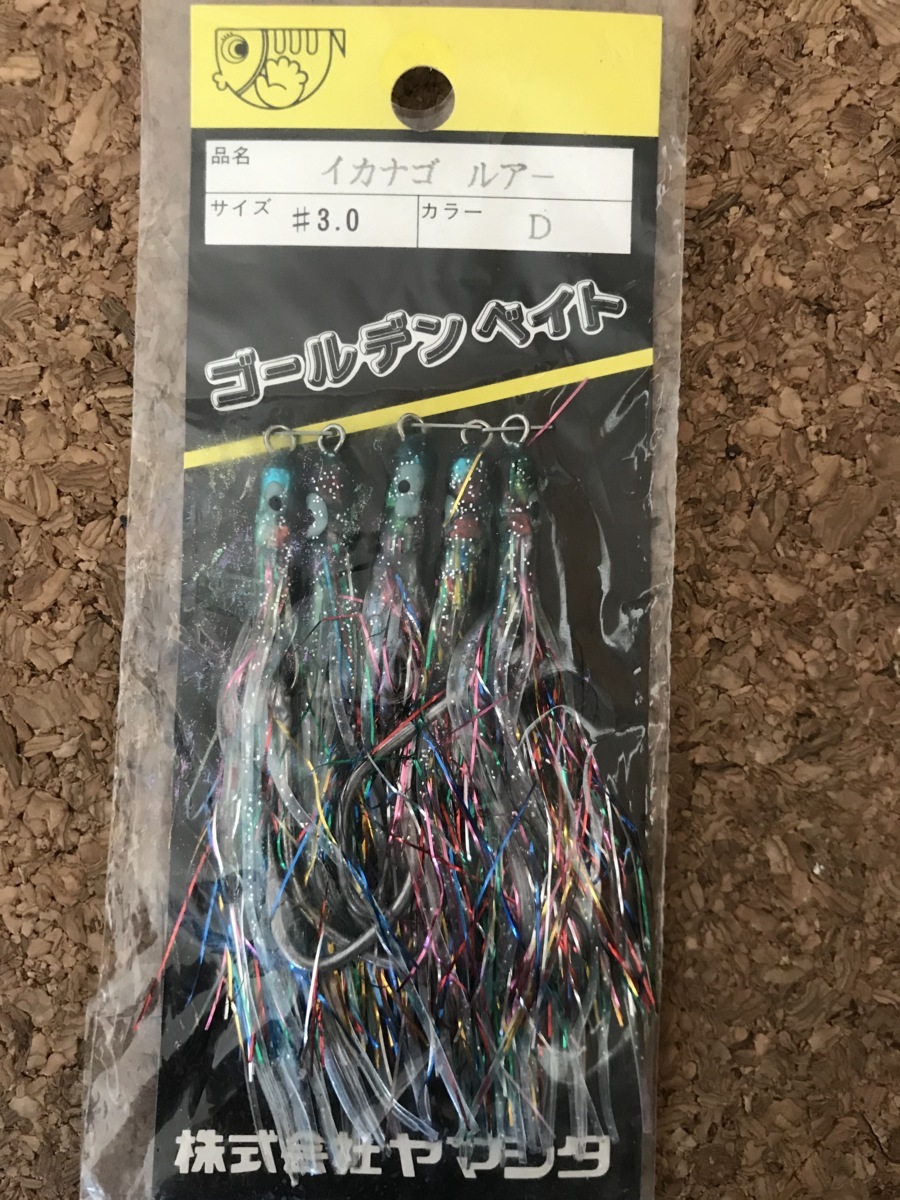 品名 イカナゴ ルアー
サイズ #3.0 カラー D
ゴールデン ベイト
株式会社ヤマシタ